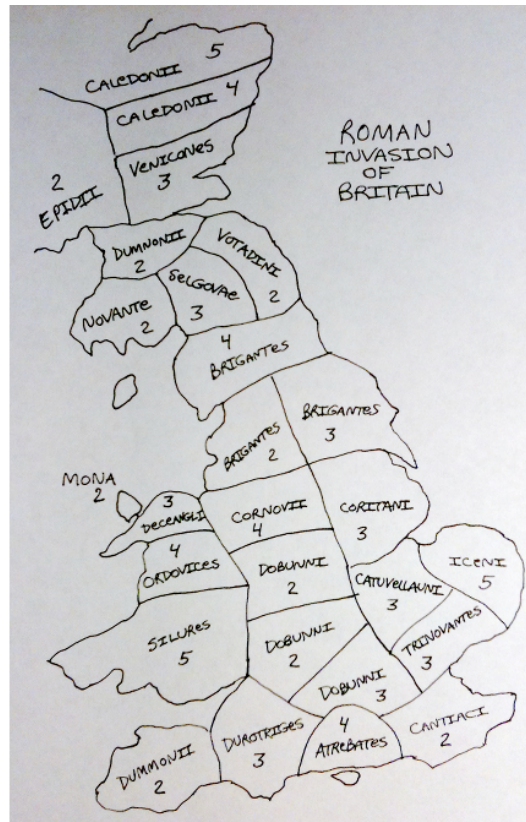 CALEDONII 5
CALEDONII 4
ROMAN
INVASION
OF
BRITAIN
VENICONES
3
2
EPIDII
DUMNONII
2
VOTADINI
2
SELGOVAE
3
NOVANTE
2
4
BRIGANTES
BRIGANTES
3
BRIGANTES
2
MONA
2
3
DECENGLI
CORNOVII
4
CORITANI
3
4
ORDOVICES
DOBUNNI
2
ICENI
5
CATUVELLAUNI
3
SILURES
5
DOBUNNI
2
TRINOVANTES
3
DOBUNNI
3
DUMMONII
2
DUROTRIGES
3
4
ATREBATES
CANTIACI
2